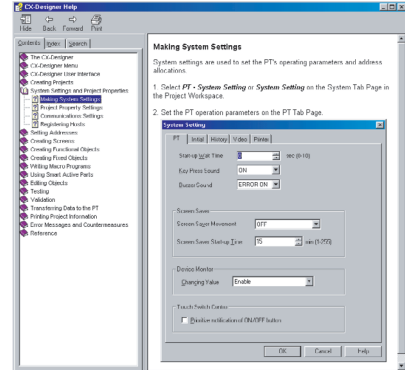 CX-Designer Help
Hide Back Forward Print
Contents Index Search
The CX-Designer
CX-Designer Menu
CX-Designer User Interface
Creating Projects
System Settings and Project Properties
Making System Settings
Project Property Settings
Communications Settings
Registering Hosts
Setting Addresses
Creating Screens
Creating Functional Objects
Creating Fixed Objects
Writing Macro Programs
Using Smart Active Parts
Editing Objects
Testing
Validation
Transferring Data to the PT
Printing Project Information
Error Messages and Countermeasures
Reference
Making System Settings
System settings are used to set the PT's operating parameters and address
allocations.
1. Select PT - System Setting or System Setting on the System Tab Page in
the Project Workspace.
2. Set the PT operation parameters on the PT Tab Page.
System Setting
PT Initial History Video Printer
Start-up Wait Time sec (0-10)
Key Press Sound ON
Buzzer Sound ERROR ON
Screen Saver
Screen Saver Movement OFF
Screen Saver Start-up Time 15 min (1-255)
Device Monitor
Changing Value Enable
Touch Switch Control
Prioritize notification of ON/OFF button
OK Cancel Help